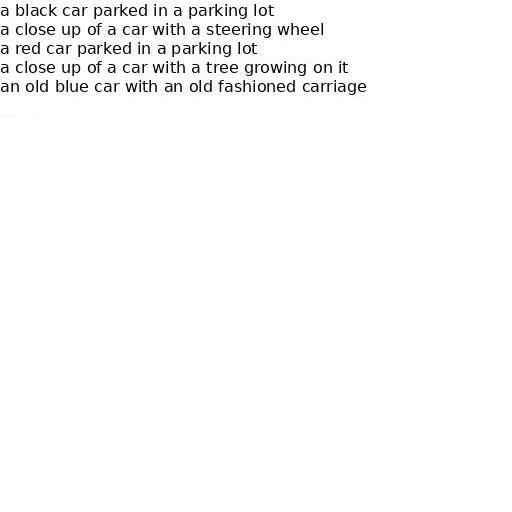 a black car parked in a parking lot
a close up of a car with a steering wheel
a red car parked in a parking lot
a close up of a car with a tree growing on it
an old blue car with an old fashioned carriage